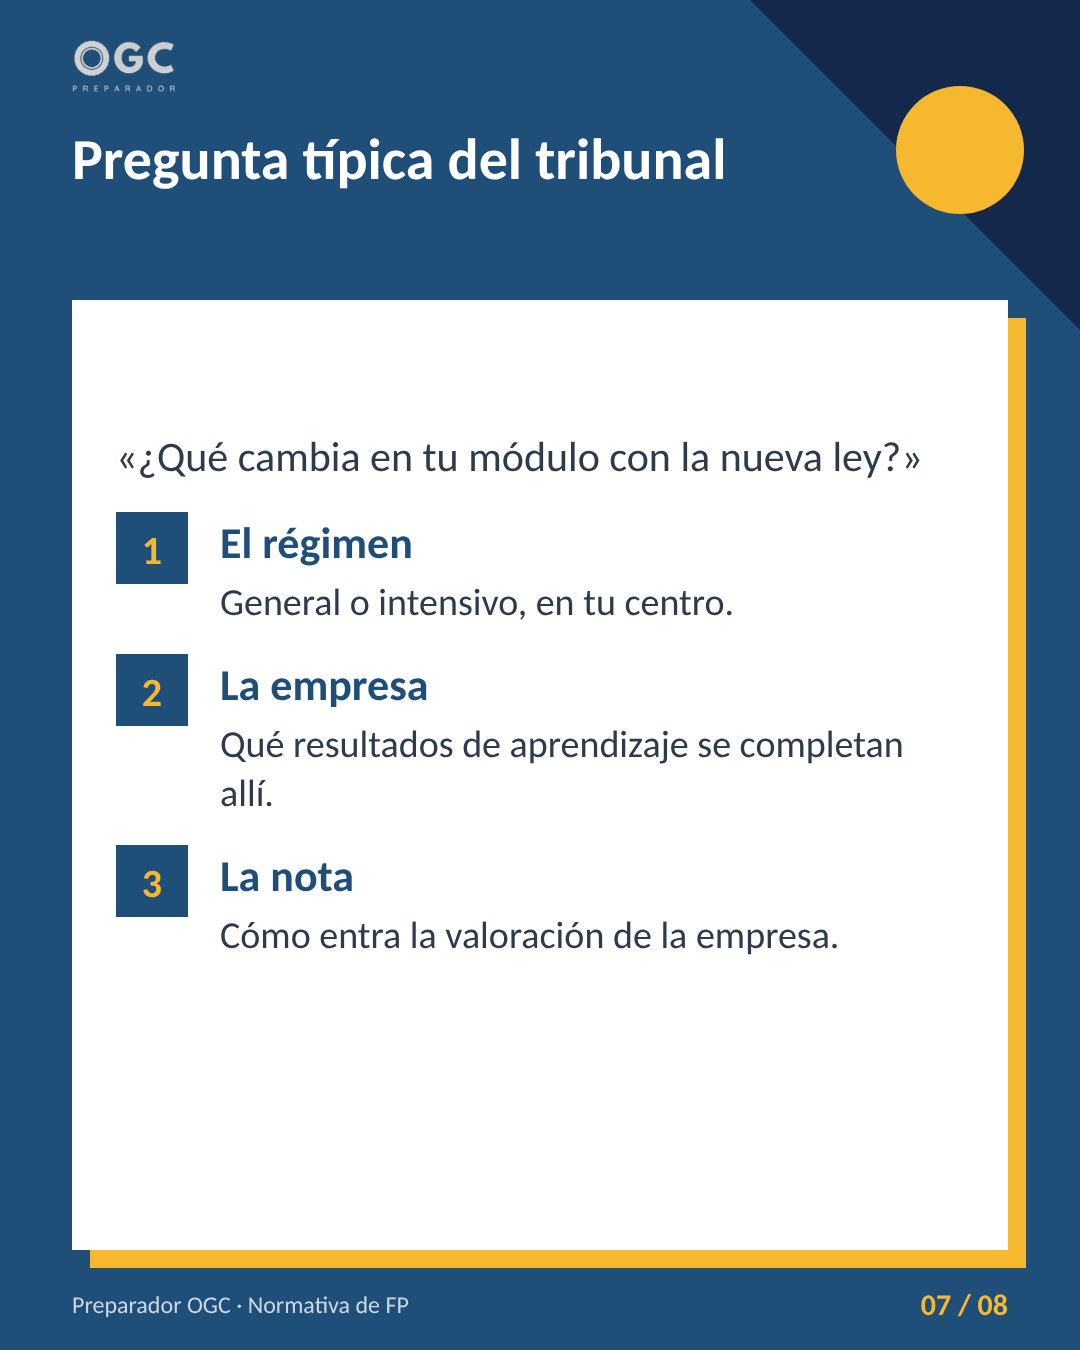 OGC
PREPARADOR
Pregunta típica del tribunal
«¿Qué cambia en tu módulo con la nueva ley?»
1
El régimen
General o intensivo, en tu centro.
2
La empresa
Qué resultados de aprendizaje se completan
allí.
3
La nota
Cómo entra la valoración de la empresa.
Preparador OGC · Normativa de FP
07 / 08